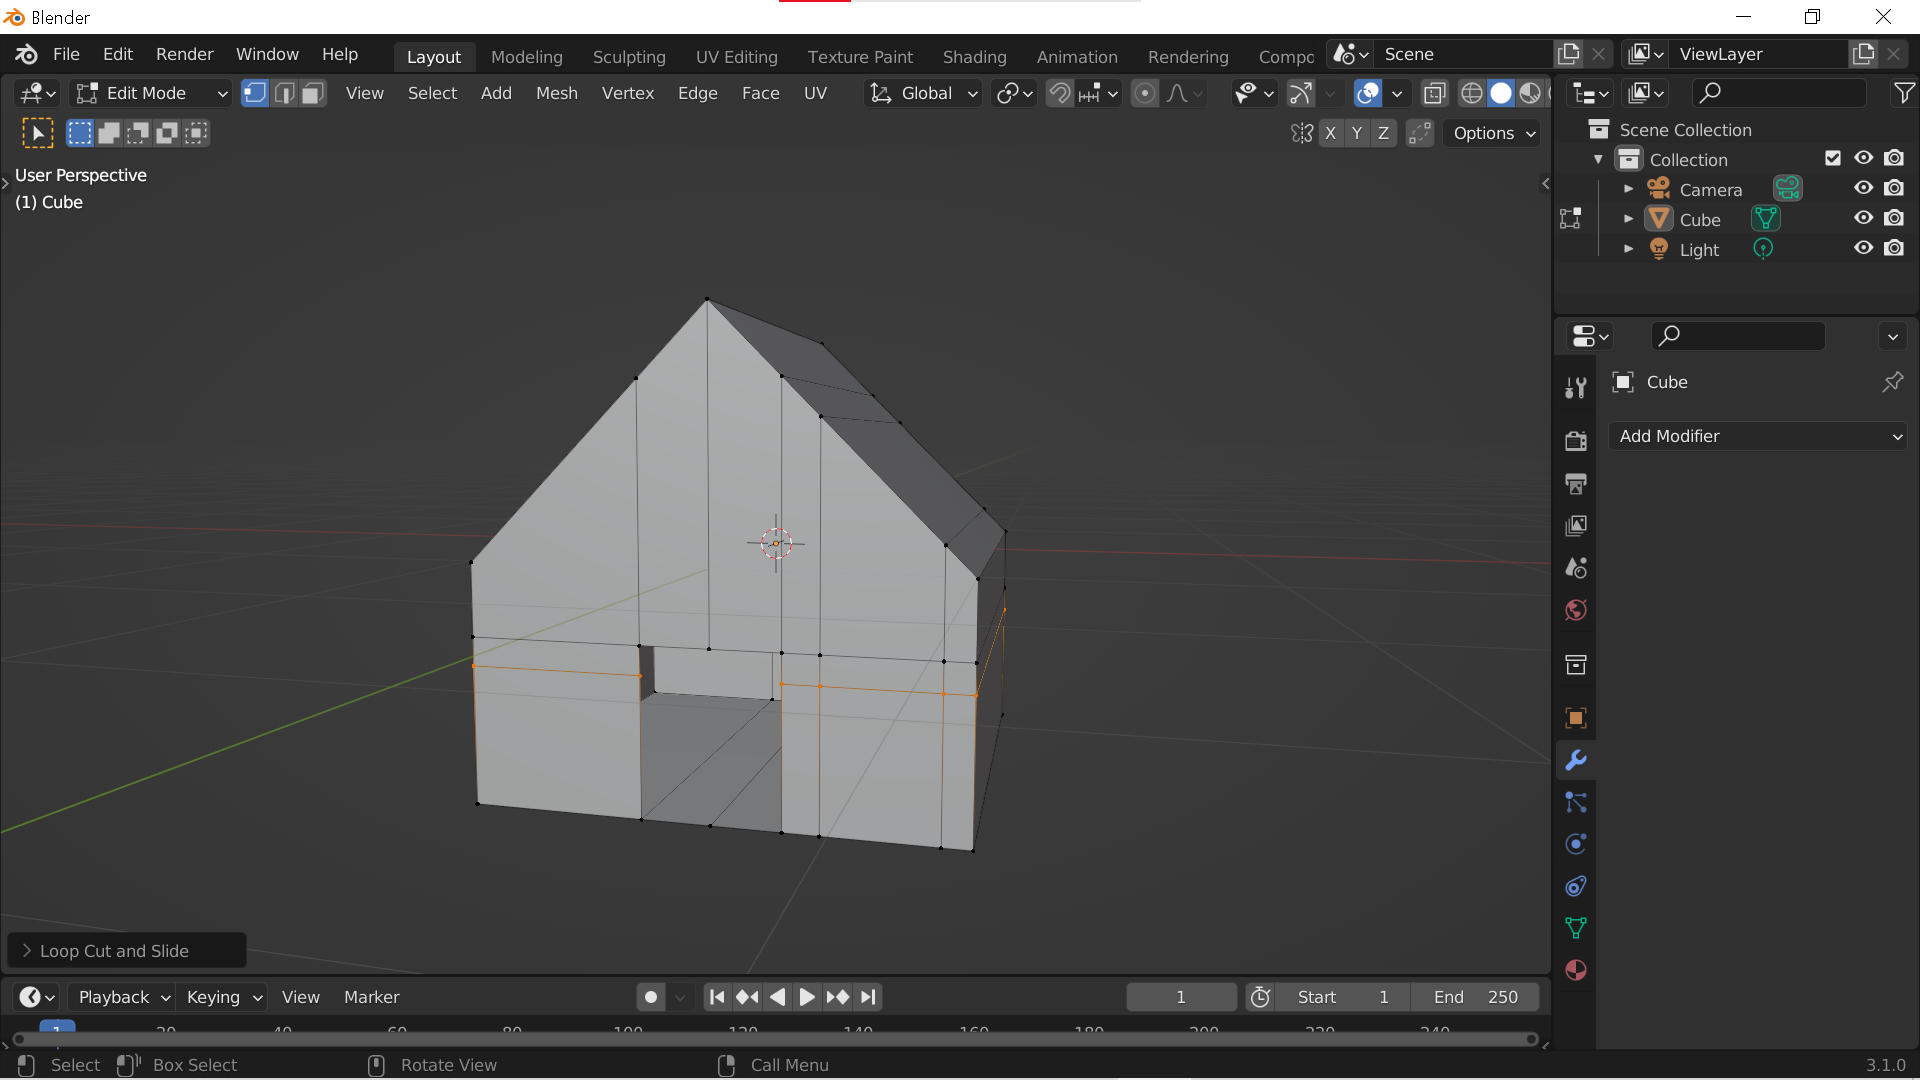 Blender
File Edit Render Window Help Layout Modeling Sculpting UV Editing Texture Paint Shading Animation Rendering Compo Scene ViewLayer
Edit Mode View Select Add Mesh Vertex Edge Face UV Global
X Y Z Options
User Perspective
(1) Cube
Scene Collection
Collection
Camera
Cube
Light
Cube
Add Modifier
Loop Cut and Slide
Playback Keying View Marker 1 Start 1 End 250
1 20 40 60 80 100 120 140 160 180 200 220 240
Select Box Select Rotate View Call Menu 3.1.0